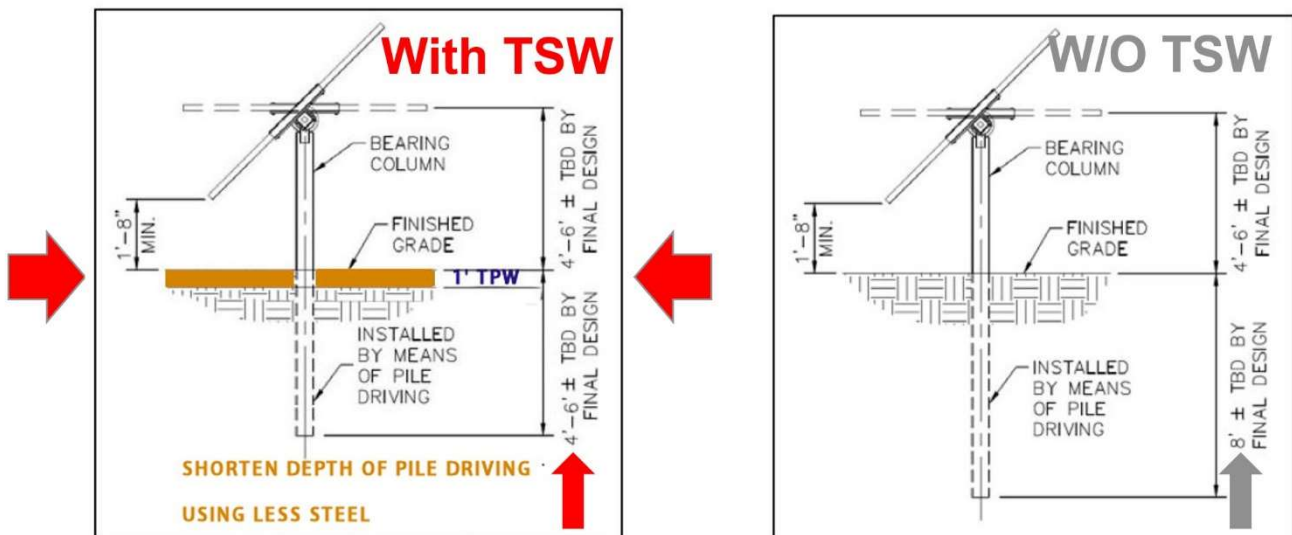 With TSW
BEARING
COLUMN
4'-6' ± TBD BY
FINAL DESIGN
1'-8"
MIN.
FINISHED
GRADE
1' TPW
INSTALLED
BY MEANS
OF PILE
DRIVING
4'-6' ± TBD BY
FINAL DESIGN
SHORTEN DEPTH OF PILE DRIVING
USING LESS STEEL
W/O TSW
BEARING
COLUMN
4'-6' ± TBD BY
FINAL DESIGN
1'-8"
MIN.
FINISHED
GRADE
INSTALLED
BY MEANS
OF PILE
DRIVING
8' ± TBD BY
FINAL DESIGN